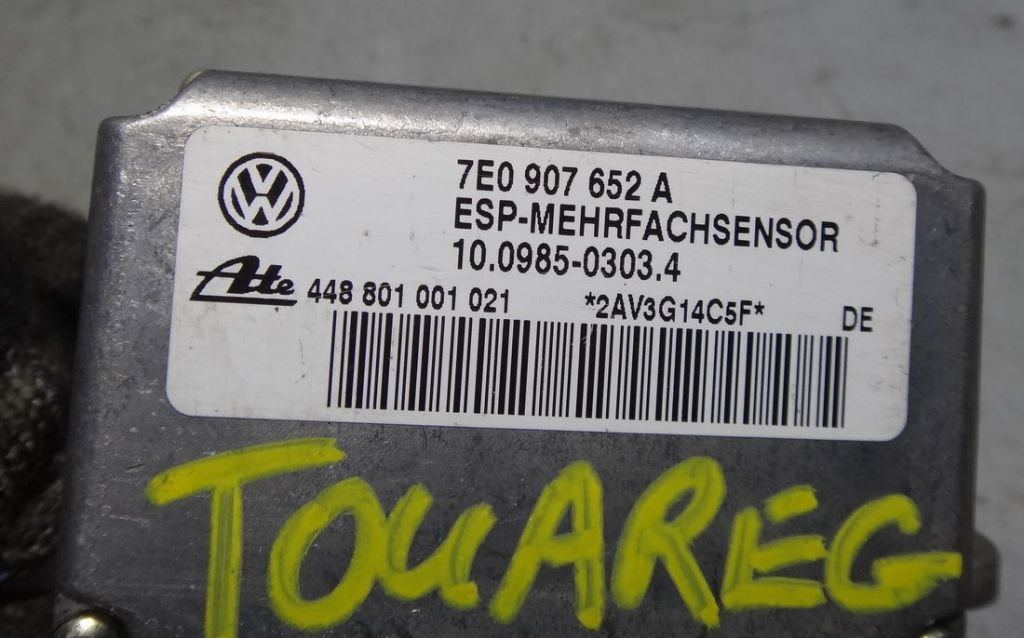 7E0 907 652 A
ESP-MEHRFACHSENSOR
10.0985-0303.4
Ate 448 801 001 021 *2AV3G14C5F* DE
TOUAREG